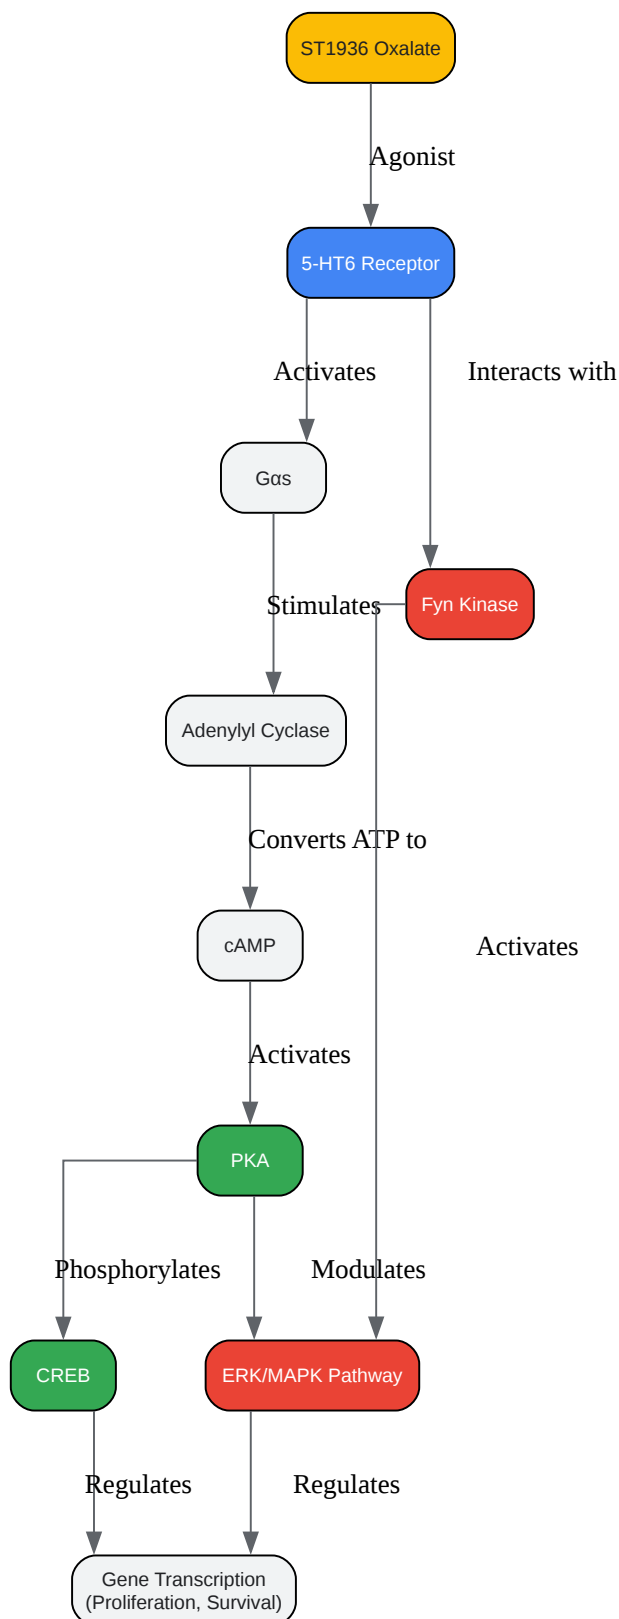 ST1936 Oxalate
Agonist
5-HT6 Receptor
Activates
Interacts with
Gαs
Stimulates
Fyn Kinase
Adenylyl Cyclase
Converts ATP to
cAMP
Activates
Activates
PKA
Phosphorylates
Modulates
CREB
ERK/MAPK Pathway
Regulates
Regulates
Gene Transcription
(Proliferation, Survival)